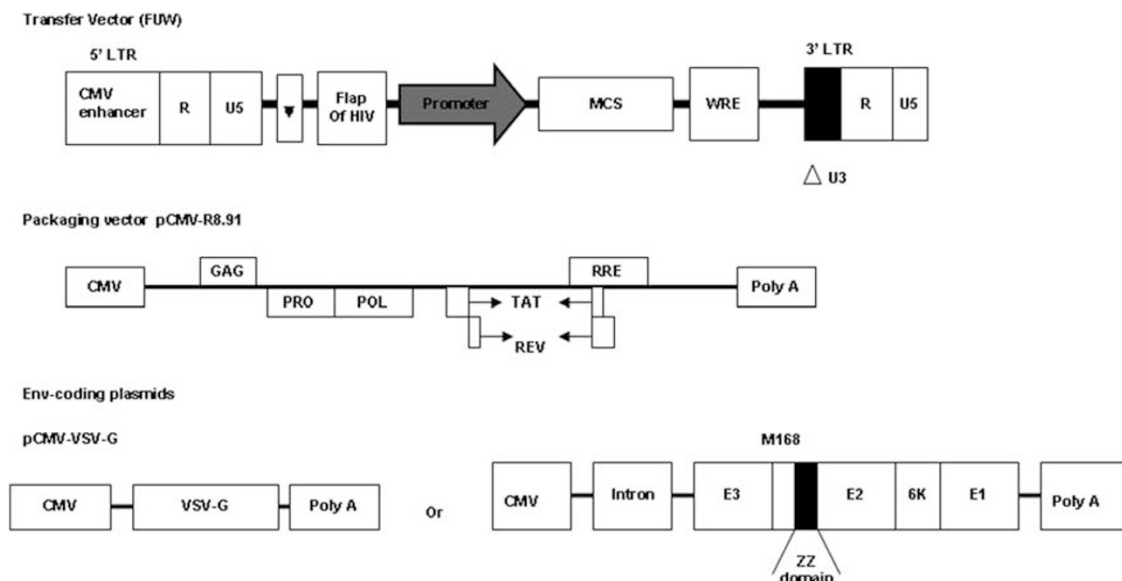 Transfer Vector (FUW)
5' LTR
3' LTR
CMV enhancer
R
U5
Flap Of HIV
Promoter
MCS
WRE
R
U5
△ U3
Packaging vector pCMV-R8.91
CMV
GAG
PRO
POL
TAT
REV
RRE
Poly A
Env-coding plasmids
pCMV-VSV-G
M168
CMV
VSV-G
Poly A
Or
CMV
Intron
E3
E2
6K
E1
Poly A
ZZ
domain